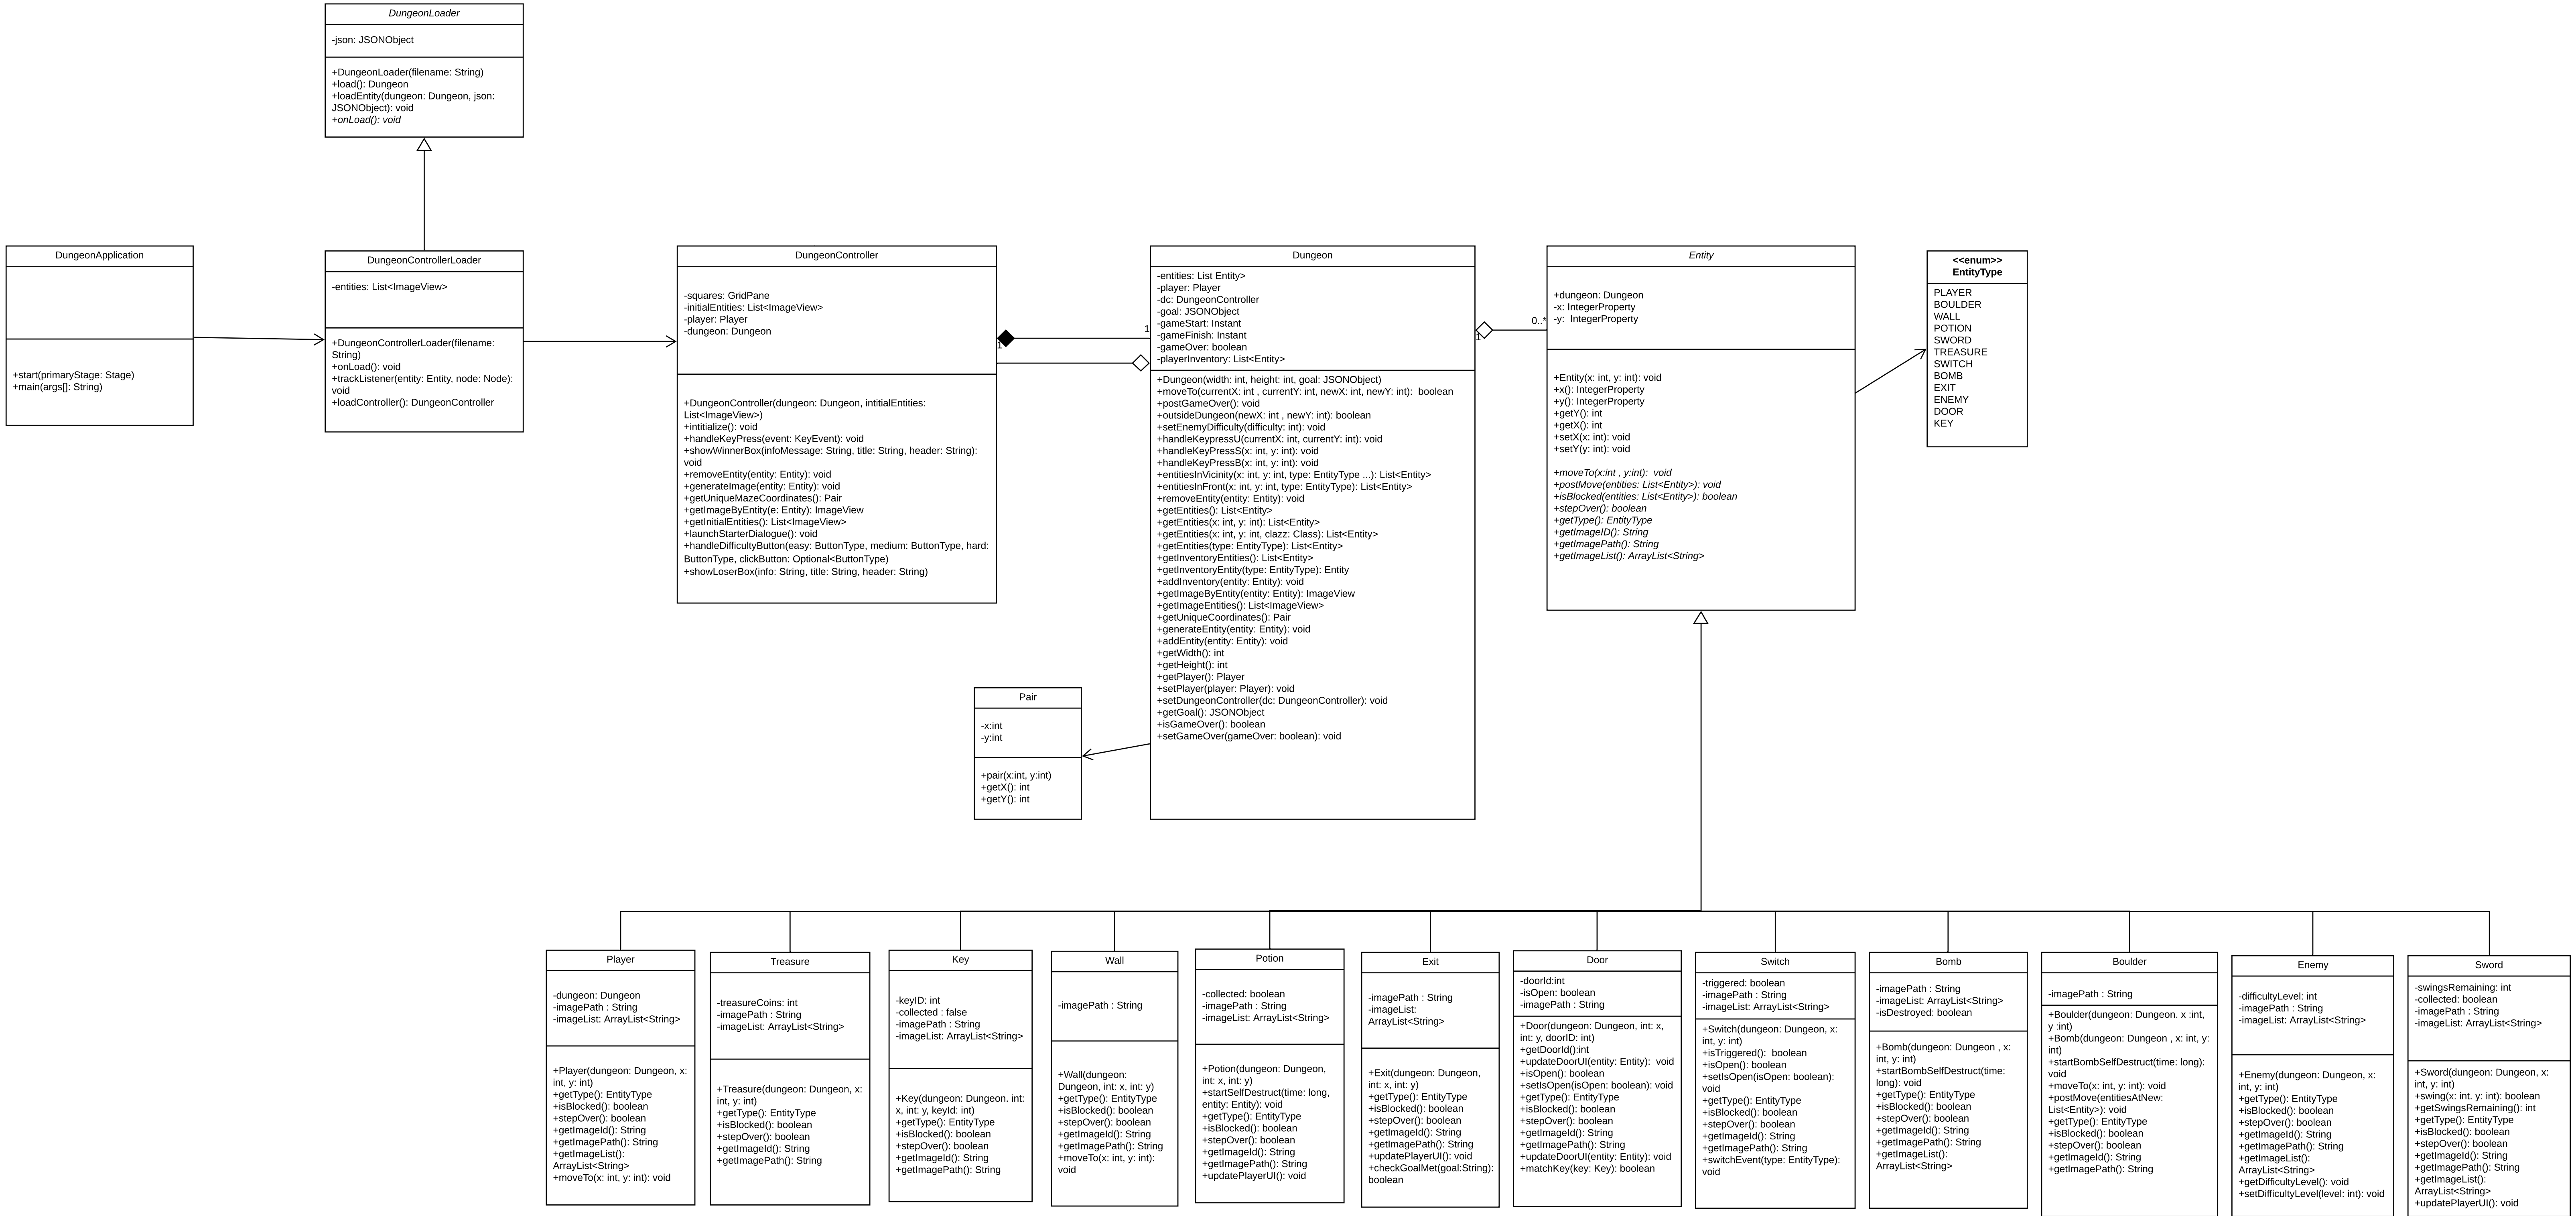 DungeonLoader
-json: JSONObject
+DungeonLoader(filename: String)
+load(): Dungeon
+loadEntity(dungeon: Dungeon, json:
JSONObject): void
+onLoad(): void
DungeonApplication
+start(primaryStage: Stage)
+main(args[]: String)
DungeonControllerLoader
-entities: List<ImageView>
+DungeonControllerLoader(filename:
String)
+onLoad(): void
+trackListener(entity: Entity, node: Node):
void
+loadController(): DungeonController
DungeonController
-squares: GridPane
-initialEntities: List<ImageView>
-player: Player
-dungeon: Dungeon
+DungeonController(dungeon: Dungeon, intitialEntities:
List<ImageView>)
+intitialize(): void
+handleKeyPress(event: KeyEvent): void
+showWinnerBox(infoMessage: String, title: String, header: String):
void
+removeEntity(entity: Entity): void
+generateImage(entity: Entity): void
+getUniqueMazeCoordinates(): Pair
+getImageByEntity(e: Entity): ImageView
+getInitialEntities(): List<ImageView>
+launchStarterDialogue(): void
+handleDifficultyButton(easy: ButtonType, medium: ButtonType, hard:
ButtonType, clickButton: Optional<ButtonType)
+showLoserBox(info: String, title: String, header: String)
1
1
Dungeon
-entities: List Entity>
-player: Player
-dc: DungeonController
-goal: JSONObject
-gameStart: Instant
-gameFinish: Instant
-gameOver: boolean
-playerInventory: List<Entity>
+Dungeon(width: int, height: int, goal: JSONObject)
+moveTo(currentX: int , currentY: int, newX: int, newY: int):  boolean
+postGameOver(): void
+outsideDungeon(newX: int , newY: int): boolean
+setEnemyDifficulty(difficulty: int): void
+handleKeypressU(currentX: int, currentY: int): void
+handleKeyPressS(x: int, y: int): void
+handleKeyPressB(x: int, y: int): void
+entitiesInVicinity(x: int, y: int, type: EntityType ...): List<Entity>
+entitiesInFront(x: int, y: int, type: EntityType): List<Entity>
+removeEntity(entity: Entity): void
+getEntities(): List<Entity>
+getEntities(x: int, y: int): List<Entity>
+getEntities(x: int, y: int, clazz: Class): List<Entity>
+getEntities(type: EntityType): List<Entity>
+getInventoryEntities(): List<Entity>
+getInventoryEntity(type: EntityType): Entity
+addInventory(entity: Entity): void
+getImageByEntity(entity: Entity): ImageView
+getImageEntities(): List<ImageView>
+getUniqueCoordinates(): Pair
+generateEntity(entity: Entity): void
+addEntity(entity: Entity): void
+getWidth(): int
+getHeight(): int
+getPlayer(): Player
+setPlayer(player: Player): void
+setDungeonController(dc: DungeonController): void
+getGoal(): JSONObject
+isGameOver(): boolean
+setGameOver(gameOver: boolean): void
1
0..*
Entity
+dungeon: Dungeon
-x: IntegerProperty
-y:  IntegerProperty
+Entity(x: int, y: int): void
+x(): IntegerProperty
+y(): IntegerProperty
+getY(): int
+getX(): int
+setX(x: int): void
+setY(y: int): void
+moveTo(x:int , y:int):  void
+postMove(entities: List<Entity>): void
+isBlocked(entities: List<Entity>): boolean
+stepOver(): boolean
+getType(): EntityType
+getImageID(): String
+getImagePath(): String
+getImageList(): ArrayList<String>
<<enum>>
EntityType
PLAYER
BOULDER
WALL
POTION
SWORD
TREASURE
SWITCH
BOMB
EXIT
ENEMY
DOOR
KEY
Pair
-x:int
-y:int
+pair(x:int, y:int)
+getX(): int
+getY(): int
Player
-dungeon: Dungeon
-imagePath : String
-imageList: ArrayList<String>
+Player(dungeon: Dungeon, x:
int, y: int)
+getType(): EntityType
+isBlocked(): boolean
+stepOver(): boolean
+getImageId(): String
+getImagePath(): String
+getImageList():
ArrayList<String>
+moveTo(x: int, y: int): void
Treasure
-treasureCoins: int
-imagePath : String
-imageList: ArrayList<String>
+Treasure(dungeon: Dungeon, x:
int, y: int)
+getType(): EntityType
+isBlocked(): boolean
+stepOver(): boolean
+getImageId(): String
+getImagePath(): String
Key
-keyID: int
-collected : false
-imagePath : String
-imageList: ArrayList<String>
+Key(dungeon: Dungeon. int:
x, int: y, keyId: int)
+getType(): EntityType
+isBlocked(): boolean
+stepOver(): boolean
+getImageId(): String
+getImagePath(): String
Wall
-imagePath : String
+Wall(dungeon:
Dungeon, int: x, int: y)
+getType(): EntityType
+isBlocked(): boolean
+stepOver(): boolean
+getImageId(): String
+getImagePath(): String
+moveTo(x: int, y: int):
void
Potion
-collected: boolean
-imagePath : String
-imageList: ArrayList<String>
+Potion(dungeon: Dungeon,
int: x, int: y)
+startSelfDestruct(time: long,
entity: Entity): void
+getType(): EntityType
+isBlocked(): boolean
+stepOver(): boolean
+getImageId(): String
+getImagePath(): String
+updatePlayerUI(): void
Exit
-imagePath : String
-imageList:
ArrayList<String>
+Exit(dungeon: Dungeon,
int: x, int: y)
+getType(): EntityType
+isBlocked(): boolean
+stepOver(): boolean
+getImageId(): String
+getImagePath(): String
+updatePlayerUI(): void
+checkGoalMet(goal:String):
boolean
Door
-doorId:int
-isOpen: boolean
-imagePath : String
+Door(dungeon: Dungeon, int: x,
int: y, doorID: int)
+getDoorId():int
+updateDoorUI(entity: Entity):  void
+isOpen(): boolean
+setIsOpen(isOpen: boolean): void
+getType(): EntityType
+isBlocked(): boolean
+stepOver(): boolean
+getImageId(): String
+getImagePath(): String
+updateDoorUI(entity: Entity): void
+matchKey(key: Key): boolean
Switch
-triggered: boolean
-imagePath : String
-imageList: ArrayList<String>
+Switch(dungeon: Dungeon, x:
int, y: int)
+isTriggered():  boolean
+isOpen(): boolean
+setIsOpen(isOpen: boolean):
void
+getType(): EntityType
+isBlocked(): boolean
+stepOver(): boolean
+getImageId(): String
+getImagePath(): String
+switchEvent(type: EntityType):
void
Bomb
-imagePath : String
-imageList: ArrayList<String>
-isDestroyed: boolean
+Bomb(dungeon: Dungeon , x:
int, y: int)
+startBombSelfDestruct(time:
long): void
+getType(): EntityType
+isBlocked(): boolean
+stepOver(): boolean
+getImageId(): String
+getImagePath(): String
+getImageList():
ArrayList<String>
Boulder
-imagePath : String
+Boulder(dungeon: Dungeon. x :int,
y :int)
+Bomb(dungeon: Dungeon , x: int, y:
int)
+startBombSelfDestruct(time: long):
void
+moveTo(x: int, y: int): void
+postMove(entitiesAtNew:
List<Entity>): void
+getType(): EntityType
+isBlocked(): boolean
+stepOver(): boolean
+getImageId(): String
+getImagePath(): String
Enemy
-difficultyLevel: int
-imagePath : String
-imageList: ArrayList<String>
+Enemy(dungeon: Dungeon, x:
int, y: int)
+getType(): EntityType
+isBlocked(): boolean
+stepOver(): boolean
+getImageId(): String
+getImagePath(): String
+getImageList():
ArrayList<String>
+getDifficultyLevel(): void
+setDifficultyLevel(level: int): void
Sword
-swingsRemaining: int
-collected: boolean
-imagePath : String
-imageList: ArrayList<String>
+Sword(dungeon: Dungeon, x:
int, y: int)
+swing(x: int. y: int): boolean
+getSwingsRemaining(): int
+getType(): EntityType
+isBlocked(): boolean
+stepOver(): boolean
+getImageId(): String
+getImagePath(): String
+getImageList():
ArrayList<String>
+updatePlayerUI(): void